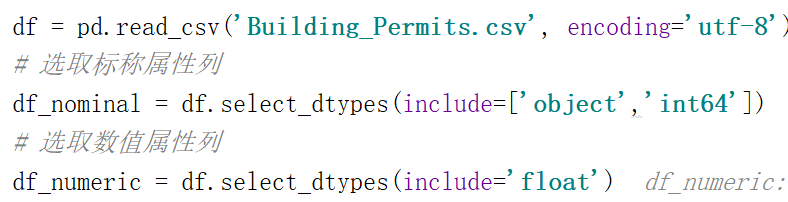 df = pd.read_csv('Building_Permits.csv', encoding='utf-8')
# 选取标称属性列
df_nominal = df.select_dtypes(include=['object','int64'])
# 选取数值属性列
df_numeric = df.select_dtypes(include='float')  df_numeric: